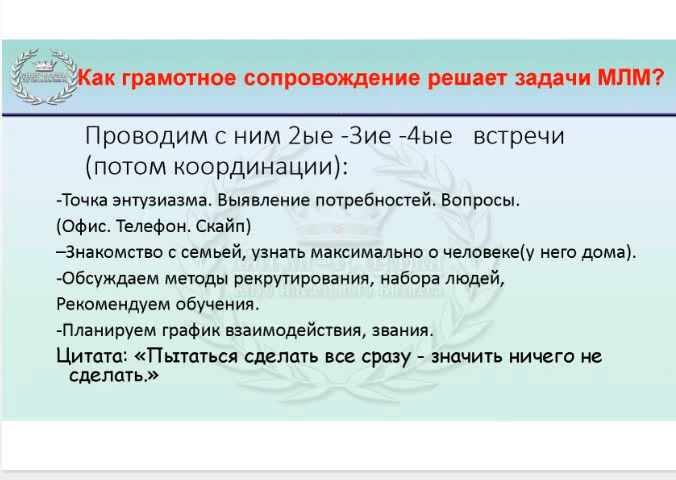 Как грамотное сопровождение решает задачи МЛМ?
Проводим с ним 2ые -3ие -4ые встречи
(потом координации):
-Точка энтузиазма. Выявление потребностей. Вопросы.
(Офис. Телефон. Скайп)
–Знакомство с семьей, узнать максимально о человеке(у него дома).
-Обсуждаем методы рекрутирования, набора людей,
Рекомендуем обучения.
-Планируем график взаимодействия, звания.
Цитата: «Пытаться сделать все сразу - значить ничего не
сделать.»